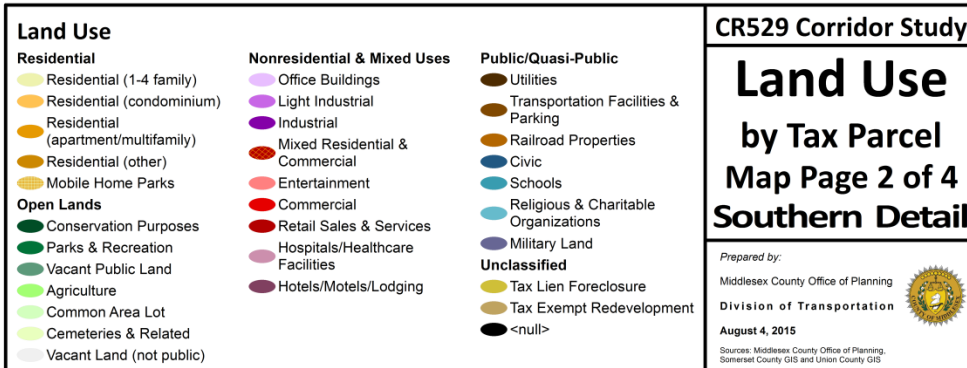 Land Use
Residential
Residential (1-4 family)
Residential (condominium)
Residential
(apartment/multifamily)
Residential (other)
Mobile Home Parks
Open Lands
Conservation Purposes
Parks & Recreation
Vacant Public Land
Agriculture
Common Area Lot
Cemeteries & Related
Vacant Land (not public)
Nonresidential & Mixed Uses
Office Buildings
Light Industrial
Industrial
Mixed Residential &
Commercial
Entertainment
Commercial
Retail Sales & Services
Hospitals/Healthcare
Facilities
Hotels/Motels/Lodging
Public/Quasi-Public
Utilities
Transportation Facilities &
Parking
Railroad Properties
Civic
Schools
Religious & Charitable
Organizations
Military Land
Unclassified
Tax Lien Foreclosure
Tax Exempt Redevelopment
<null>
CR529 Corridor Study
Land Use
by Tax Parcel
Map Page 2 of 4
Southern Detail
Prepared by:
Middlesex County Office of Planning
Division of Transportation
August 4, 2015
Sources: Middlesex County Office of Planning,
Somerset County GIS and Union County GIS